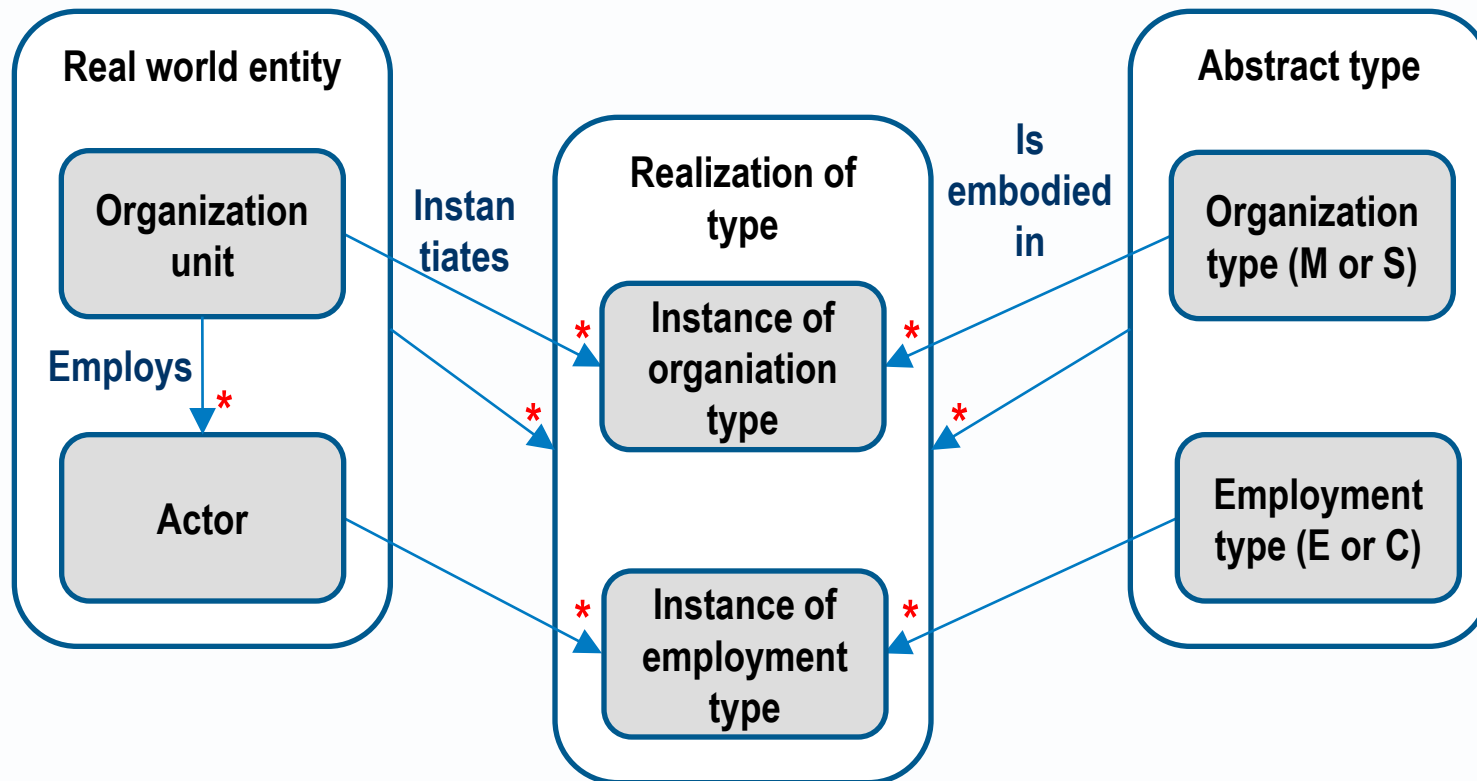 Real world entity
Organization
unit
Employs
*
Actor
Instan
tiates
*
*
*
Realization of
type
Instance of
organiation
type
Instance of
employment
type
Is
embodied
in
*
*
*
Abstract type
Organization
type (M or S)
Employment
type (E or C)